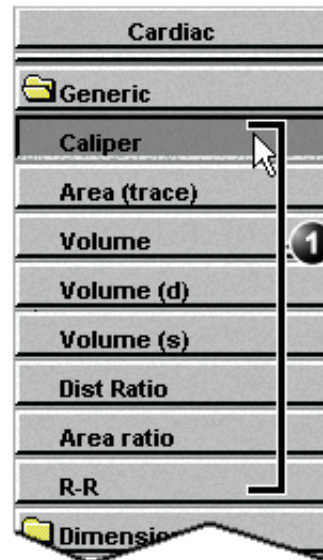 Cardiac
Generic
Caliper
Area (trace)
1
Volume
Volume (d)
Volume (s)
Dist Ratio
Area ratio
R-R